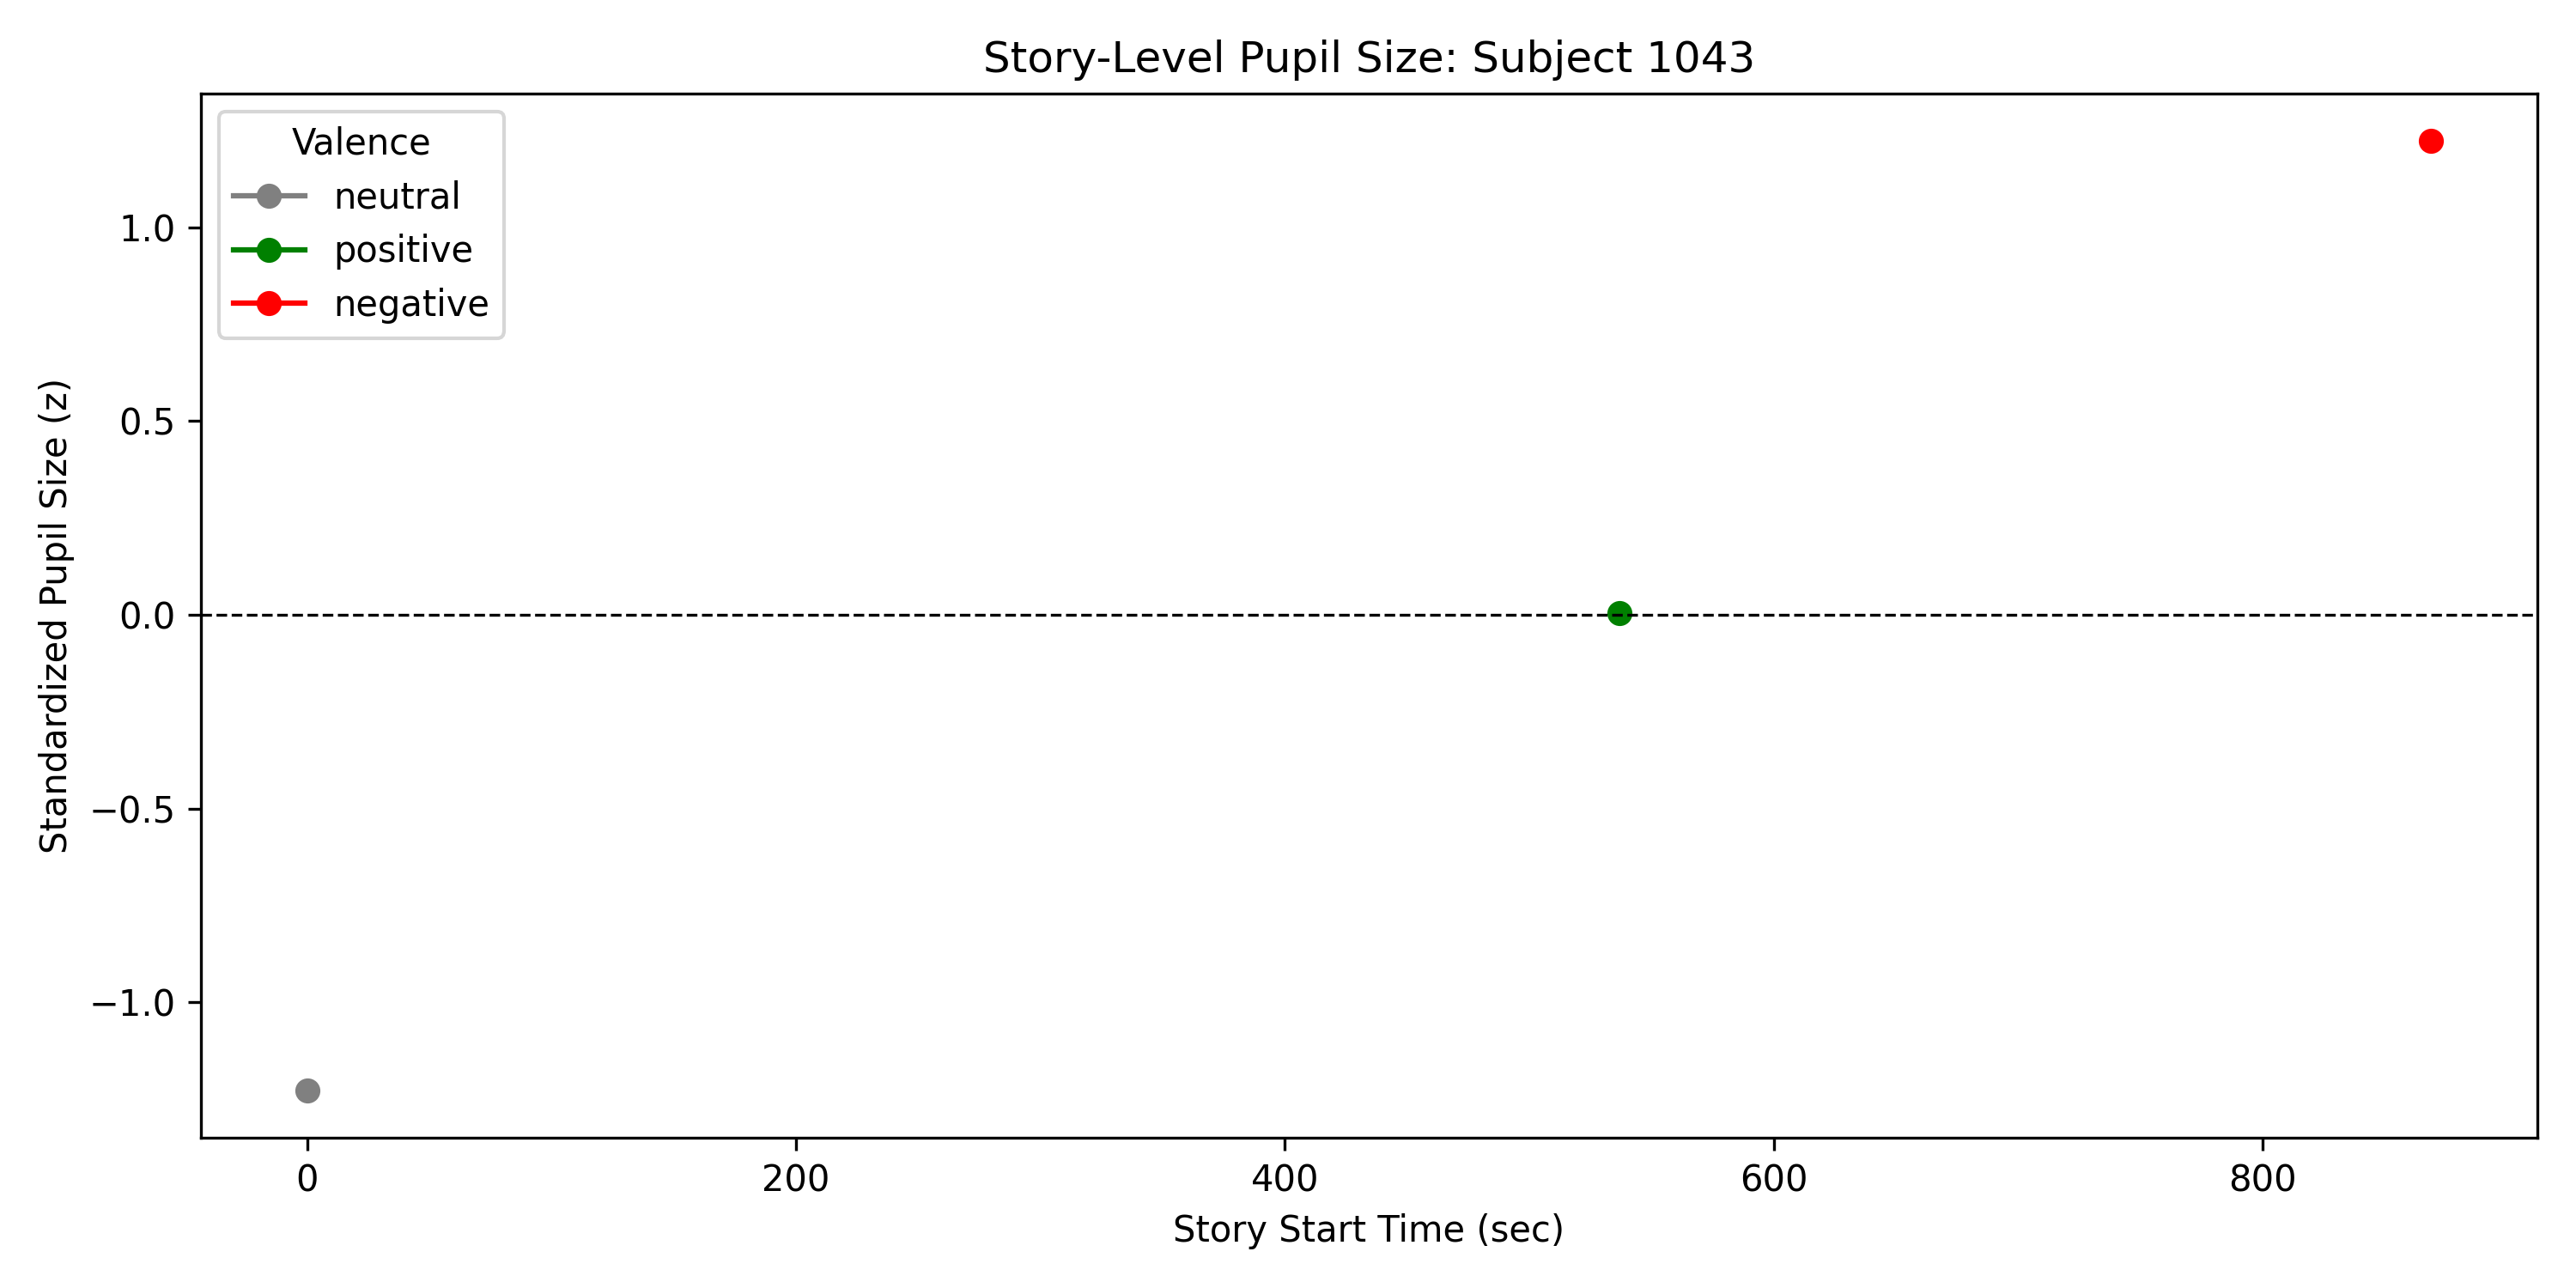 Story-Level Pupil Size: Subject 1043
Valence
neutral
positive
negative
Standardized Pupil Size (z)
1.0
0.5
0.0
−0.5
−1.0
0 200 400 600 800
Story Start Time (sec)